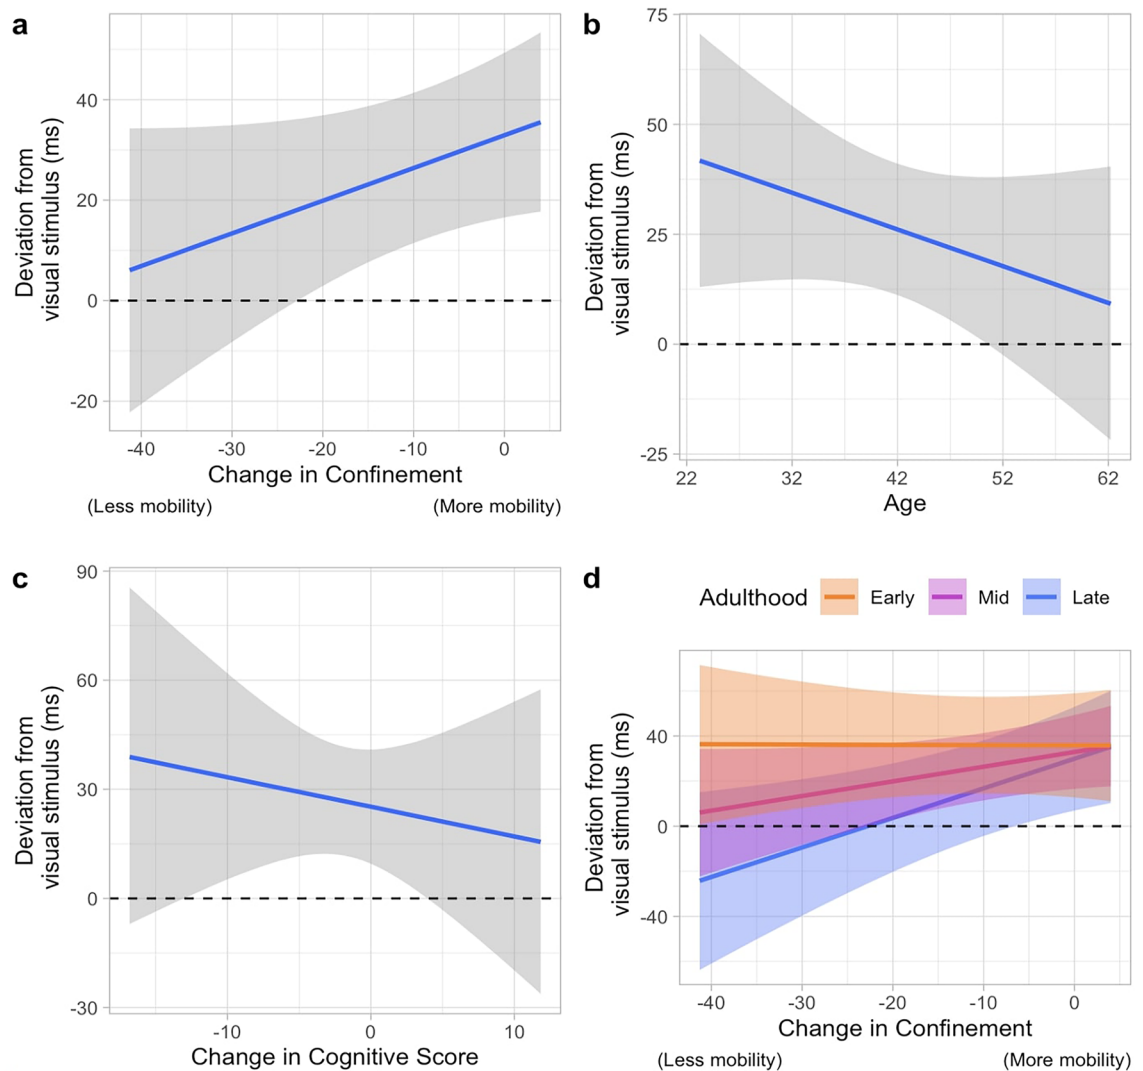 a
Deviation from
visual stimulus (ms)
40
20
0
-20
-40 -30 -20 -10 0
Change in Confinement
(Less mobility) (More mobility)
b
Deviation from
visual stimulus (ms)
75
50
25
0
-25
22 32 42 52 62
Age
c
Deviation from
visual stimulus (ms)
90
60
30
0
-30
-10 0 10
Change in Cognitive Score
d
Adulthood Early Mid Late
Deviation from
visual stimulus (ms)
40
0
-40
-40 -30 -20 -10 0
Change in Confinement
(Less mobility) (More mobility)